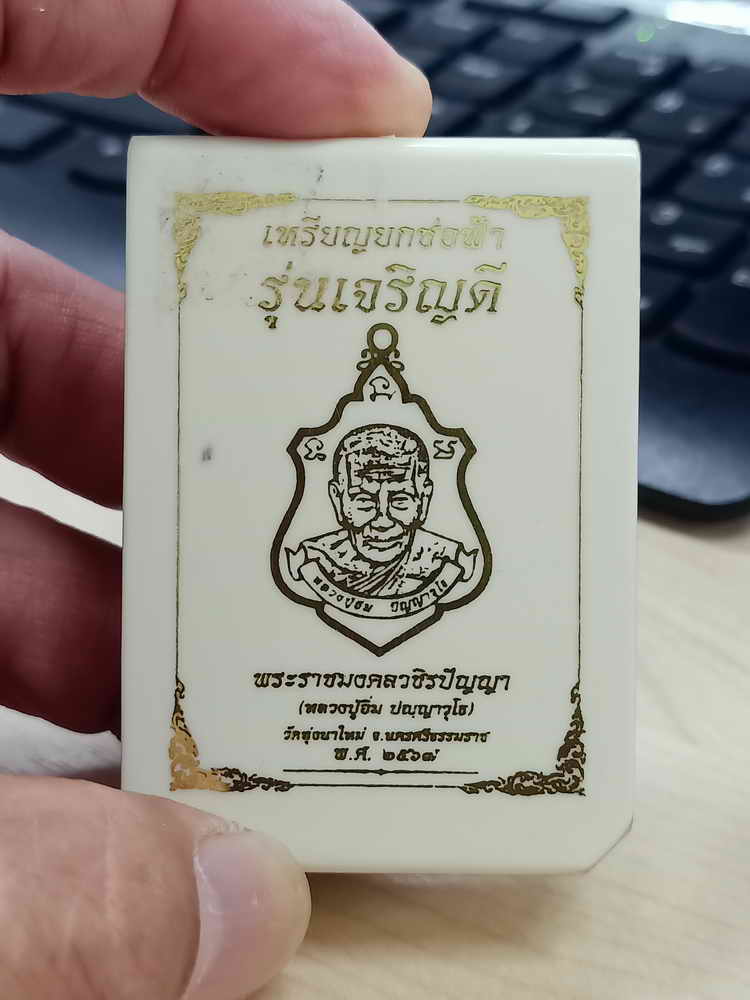 เหรียญยกช่อฟ้า
รุ่นเจริญดี
หลวงปู่ฮิม ปญฺญาวุโธ
พระราชมงคลวชิรปัญญา
(หลวงปู่ฮิ่ม ปญฺญาวุโธ)
วัดทุ่งนาใหม่ จ.นครศรีธรรมราช
พ.ศ. ๒๕๖๗